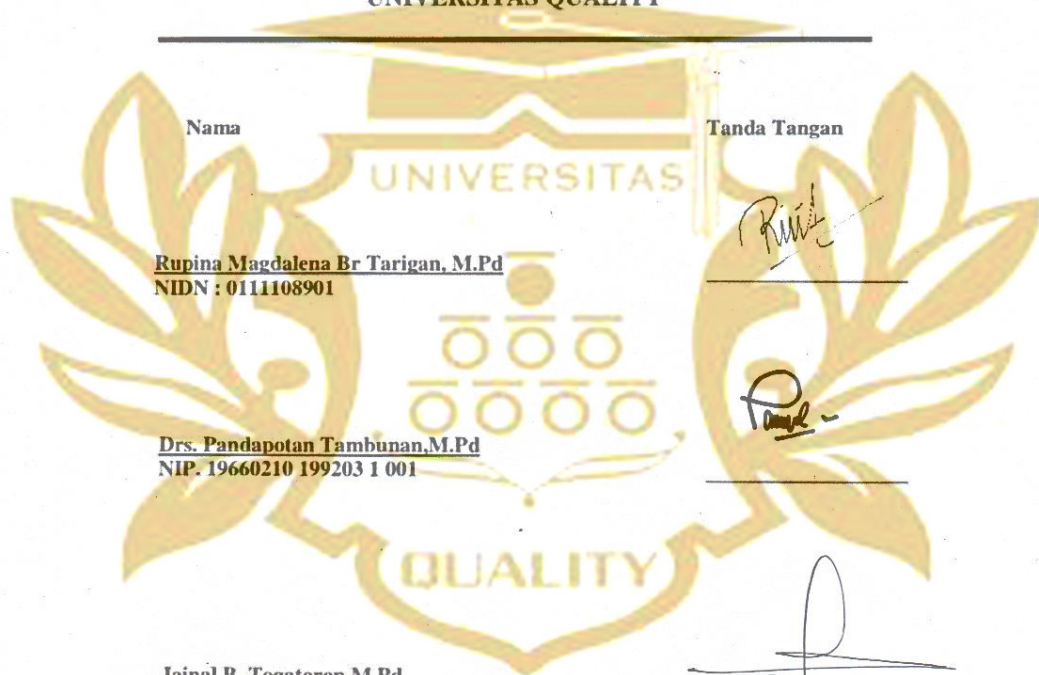 UNIVERSITAS QUALITY
Nama Tanda Tangan
UNIVERSITAS
Rupina Magdalena Br Tarigan, M.Pd
NIDN : 0111108901
Drs. Pandapotan Tambunan,M.Pd
NIP. 19660210 199203 1 001
QUALITY
Jainal B. Togatorop M.Pd